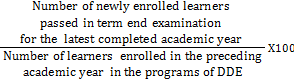 Number of newly enrolled learners
passed in term end examination
for the latest completed academic year
X100
Number of learners enrolled in the preceding
academic year in the programs of DDE